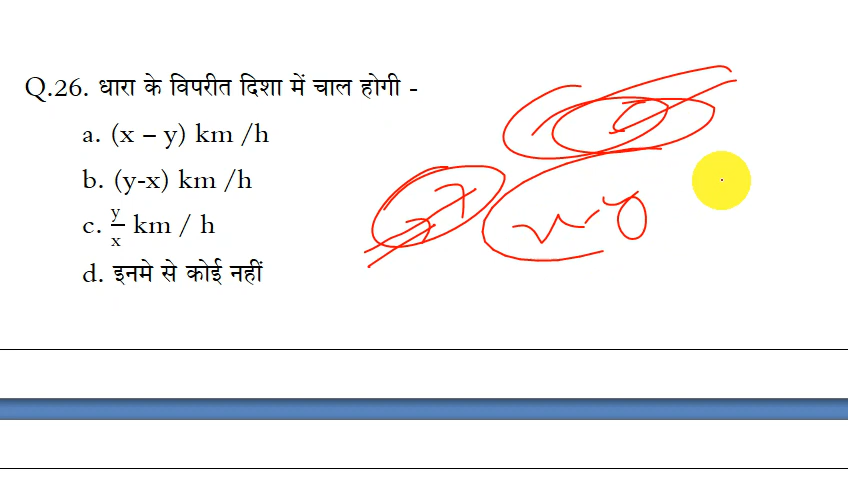 Q.26. धारा के विपरीत दिशा में चाल होगी -
a. (x – y) km /h
b. (y-x) km /h
c. y/x km / h
d. इनमे से कोई नहीं